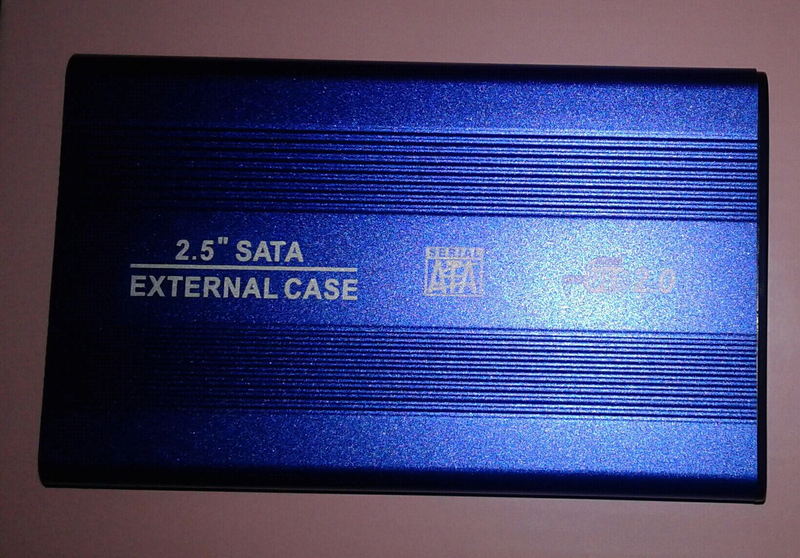 2.5" SATA
EXTERNAL CASE
SERIAL
ATA
2.0